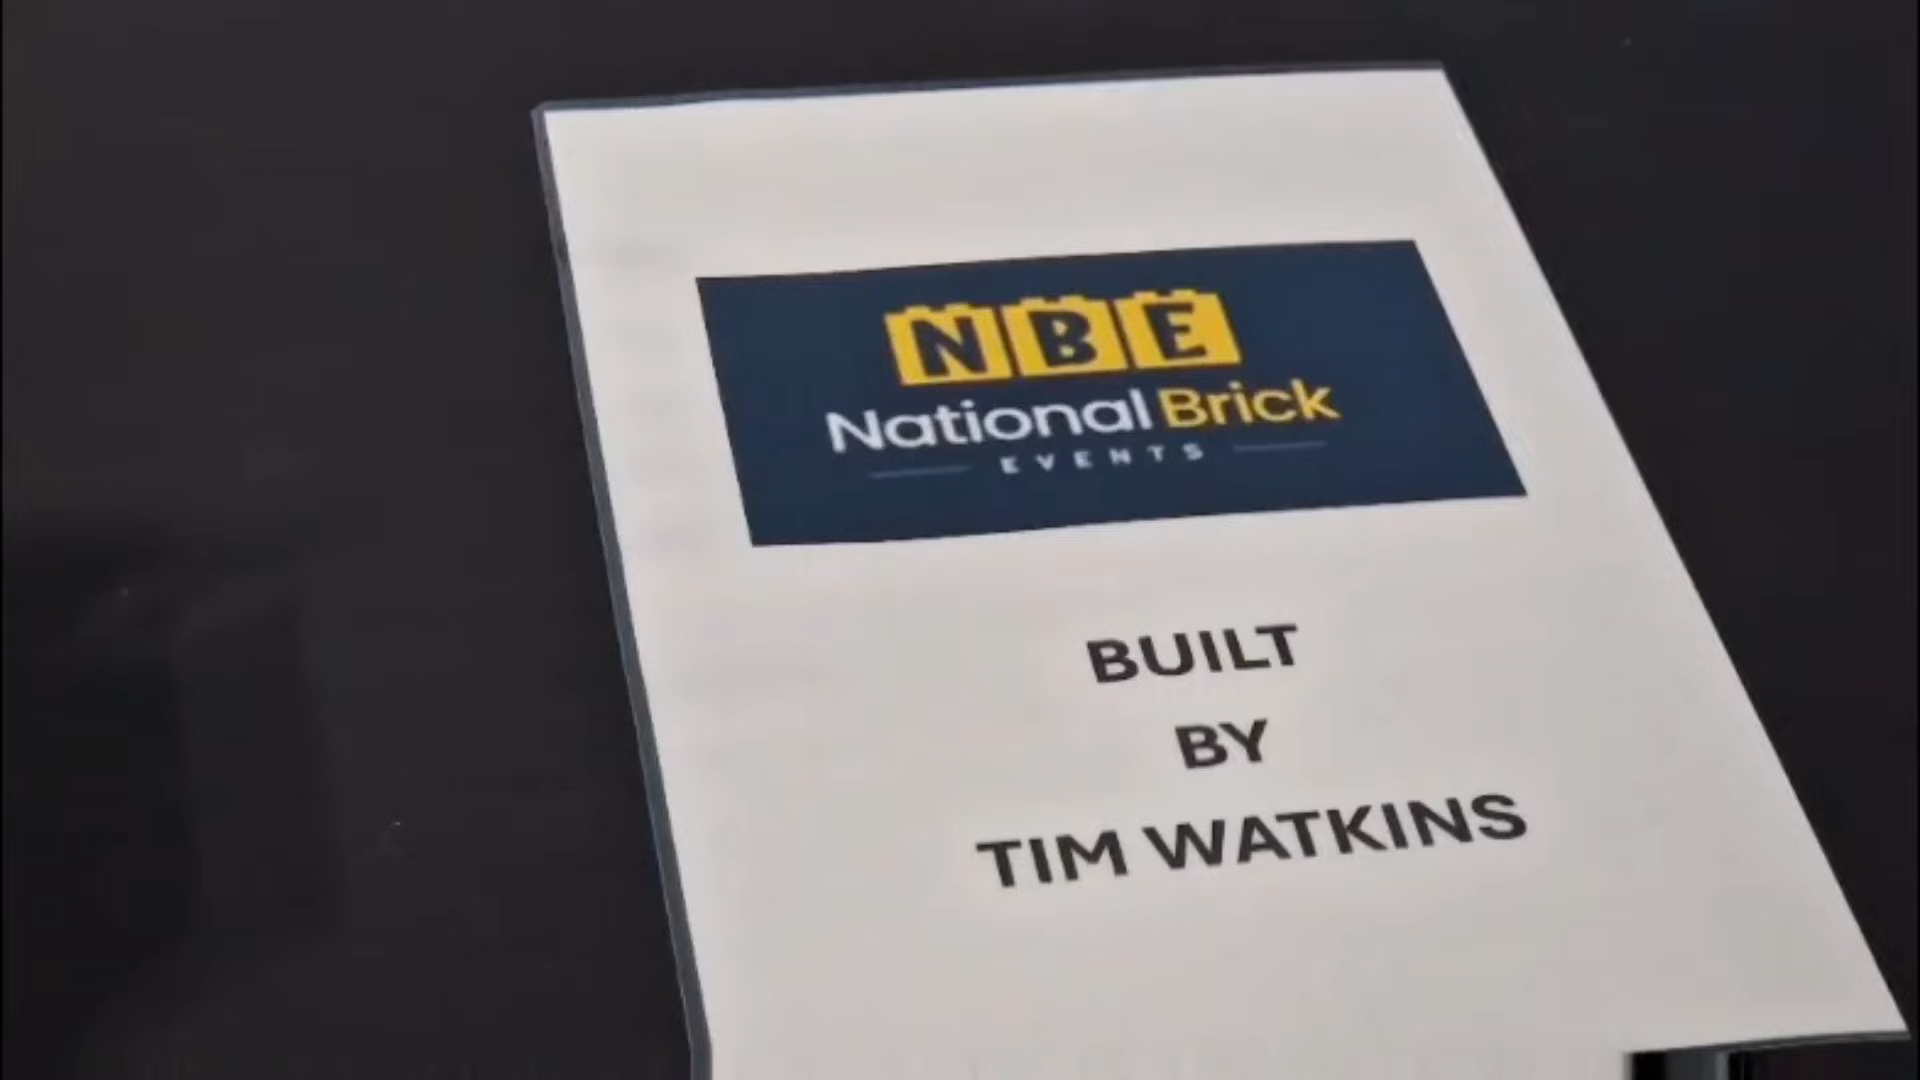 NBE
National Brick
EVENTS
BUILT
BY
TIM WATKINS